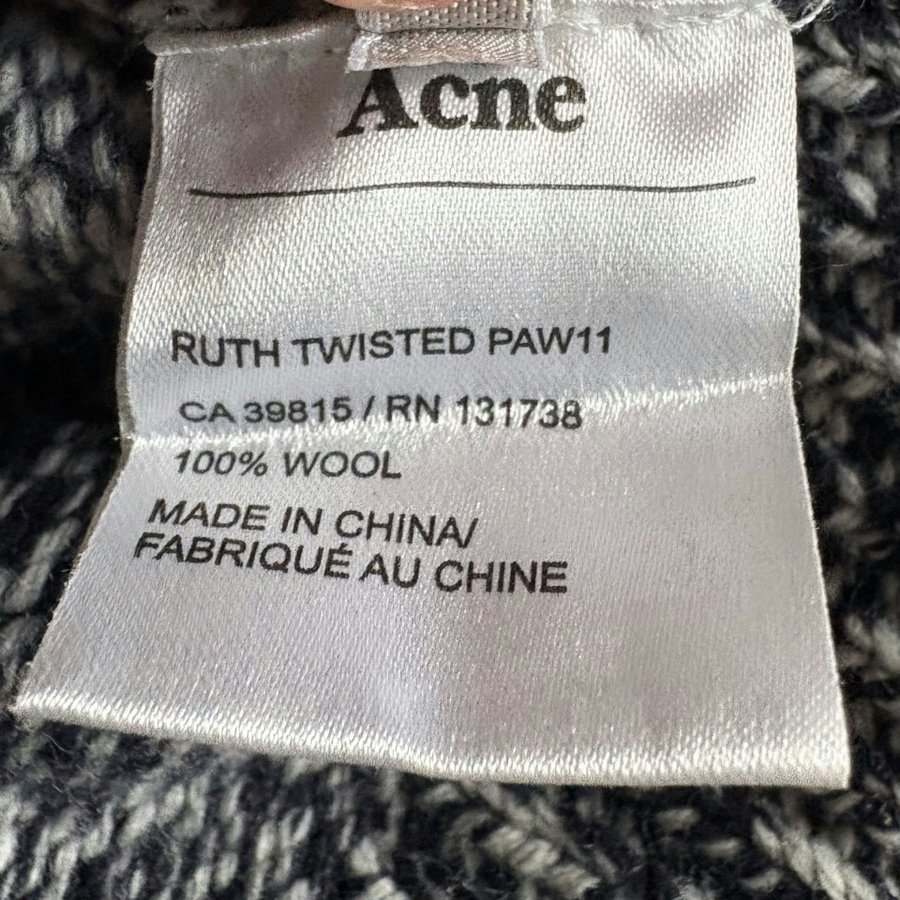 Acne
RUTH TWISTED PAW11
CA 39815 / RN 131738
100% WOOL
MADE IN CHINA/
FABRIQUÉ AU CHINE